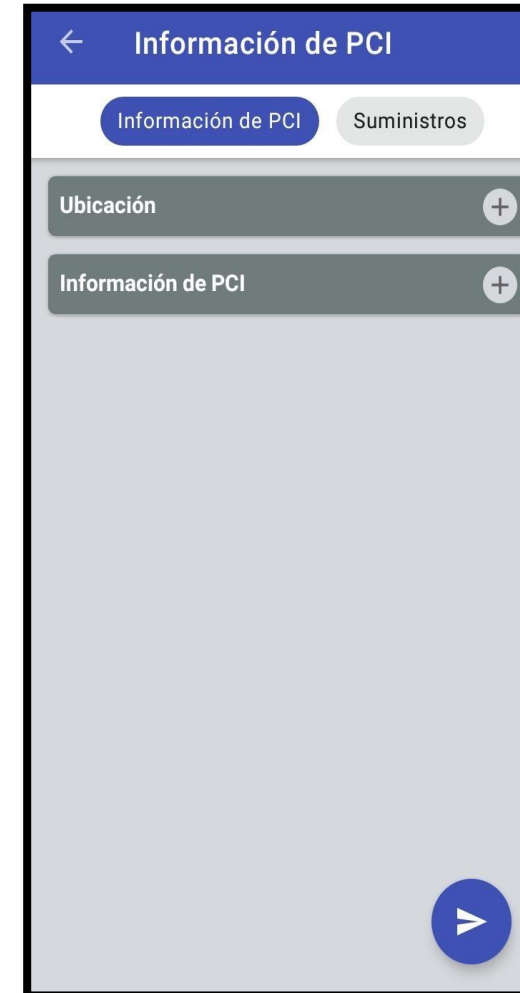 Información de PCI
Información de PCI
Suministros
Ubicación
Información de PCI